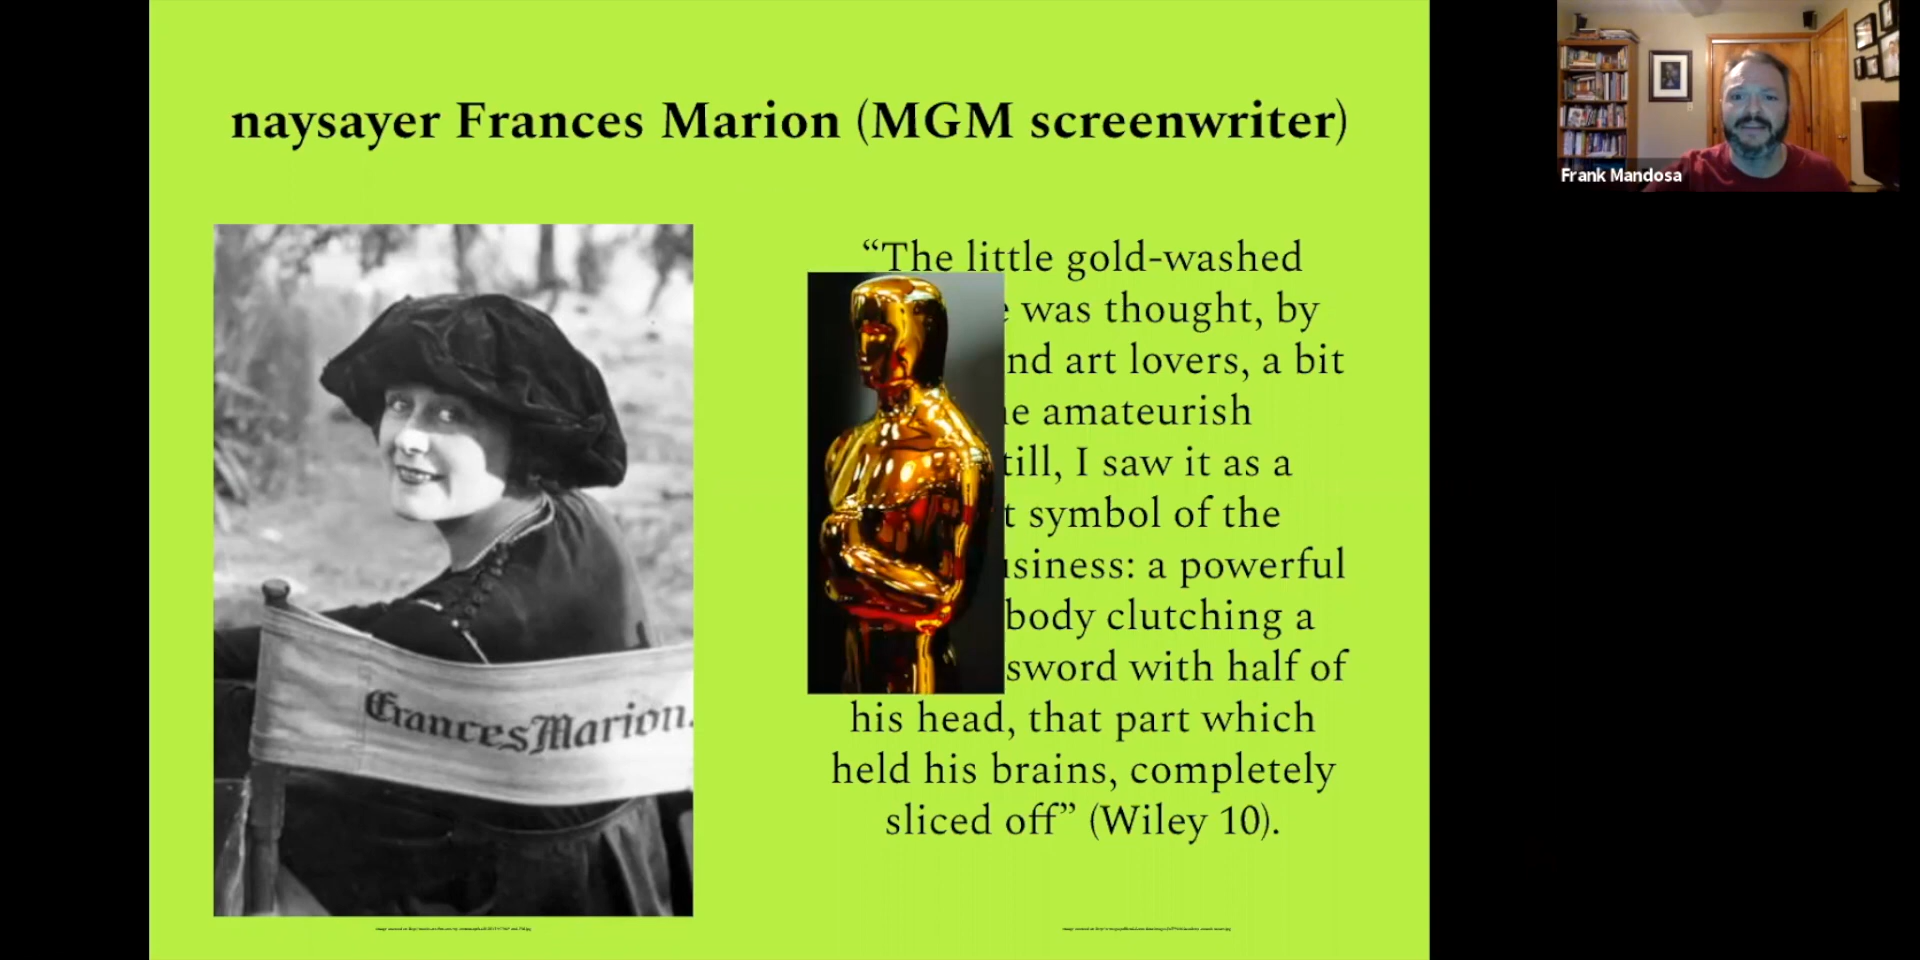 naysayer Frances Marion (MGM screenwriter)
Frank Mandosa
“The little gold-washed
was thought, by
nd art lovers, a bit
e amateurish
till, I saw it as a
t symbol of the
siness: a powerful
body clutching a
sword with half of
his head, that part which
held his brains, completely
sliced off” (Wiley 10).
Frances Marion.